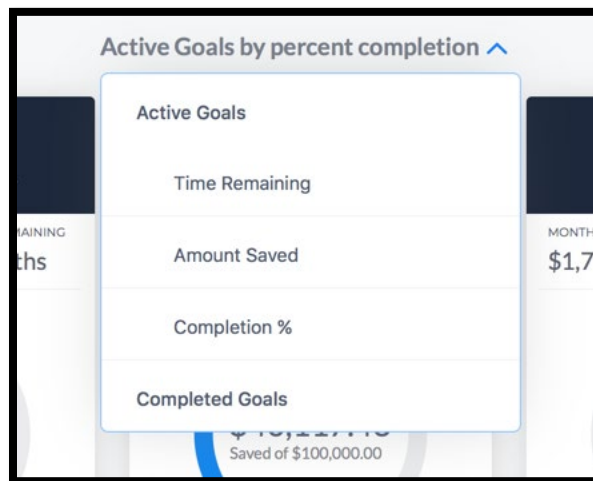 Active Goals by percent completion
Active Goals
Time Remaining
Amount Saved
Completion %
Completed Goals
MONTH
ths
$1,7
Saved of $100,000.00